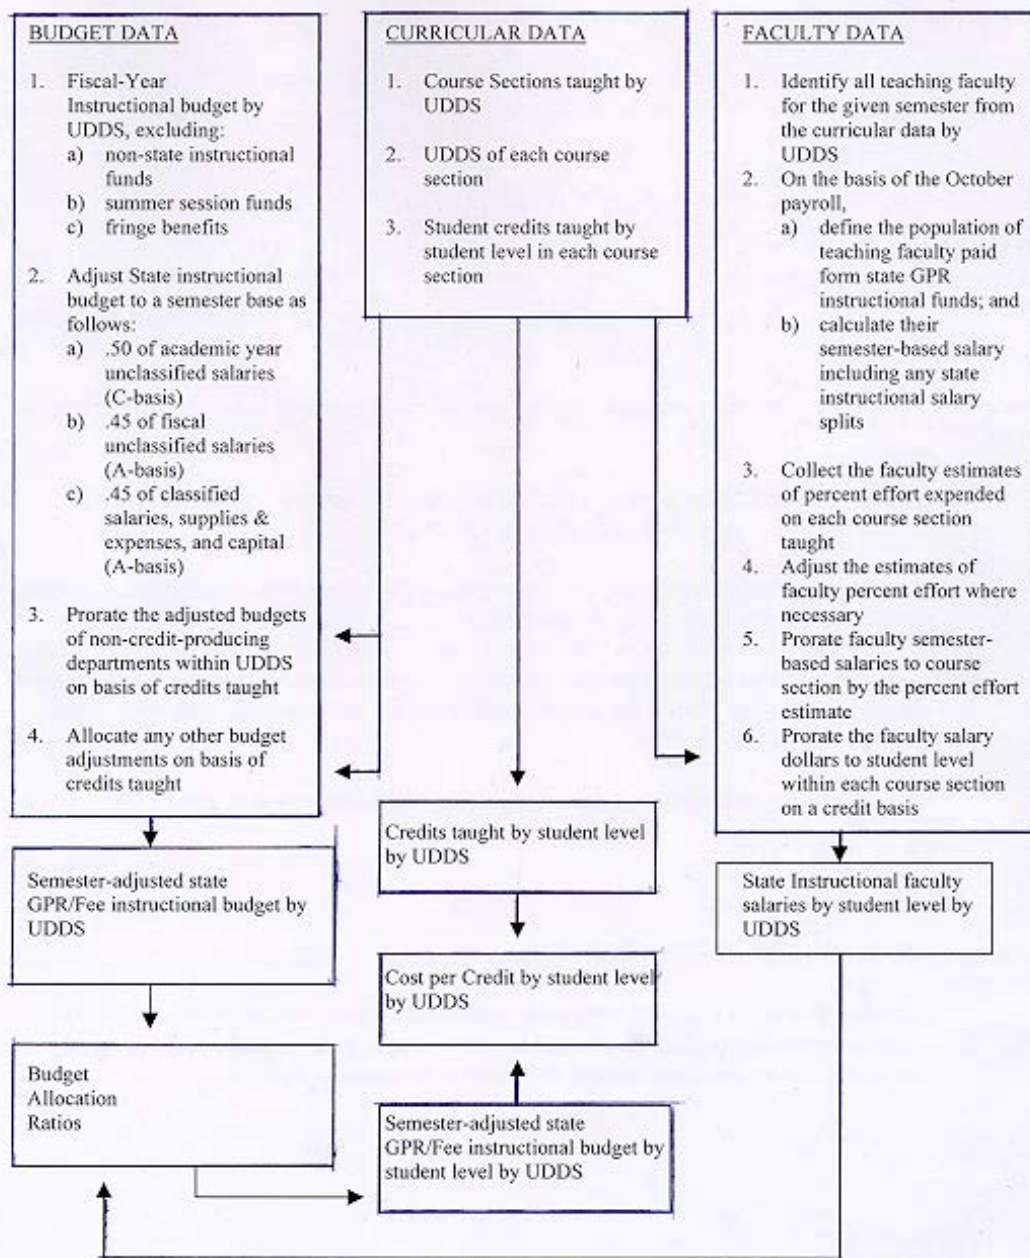 BUDGET DATA
1. Fiscal-Year
Instructional budget by
UDDS, excluding:
a) non-state instructional
funds
b) summer session funds
c) fringe benefits
2. Adjust State instructional
budget to a semester base as
follows:
a) .50 of academic year
unclassified salaries
(C-basis)
b) .45 of fiscal
unclassified salaries
(A-basis)
c) .45 of classified
salaries, supplies &
expenses, and capital
(A-basis)
3. Prorate the adjusted budgets
of non-credit-producing
departments within UDDS
on basis of credits taught
4. Allocate any other budget
adjustments on basis of
credits taught
CURRICULAR DATA
1. Course Sections taught by
UDDS
2. UDDS of each course
section
3. Student credits taught by
student level in each course
section
FACULTY DATA
1. Identify all teaching faculty
for the given semester from
the curricular data by
UDDS
2. On the basis of the October
payroll,
a) define the population of
teaching faculty paid
form state GPR
instructional funds; and
b) calculate their
semester-based salary
including any state
instructional salary
splits
3. Collect the faculty estimates
of percent effort expended
on each course section
taught
4. Adjust the estimates of
faculty percent effort where
necessary
5. Prorate faculty semester-
based salaries to course
section by the percent effort
estimate
6. Prorate the faculty salary
dollars to student level
within each course section
on a credit basis
Semester-adjusted state
GPR/Fee instructional budget by
UDDS
Credits taught by student level
by UDDS
State Instructional faculty
salaries by student level by
UDDS
Cost per Credit by student level
by UDDS
Budget
Allocation
Ratios
Semester-adjusted state
GPR/Fee instructional budget by
student level by UDDS